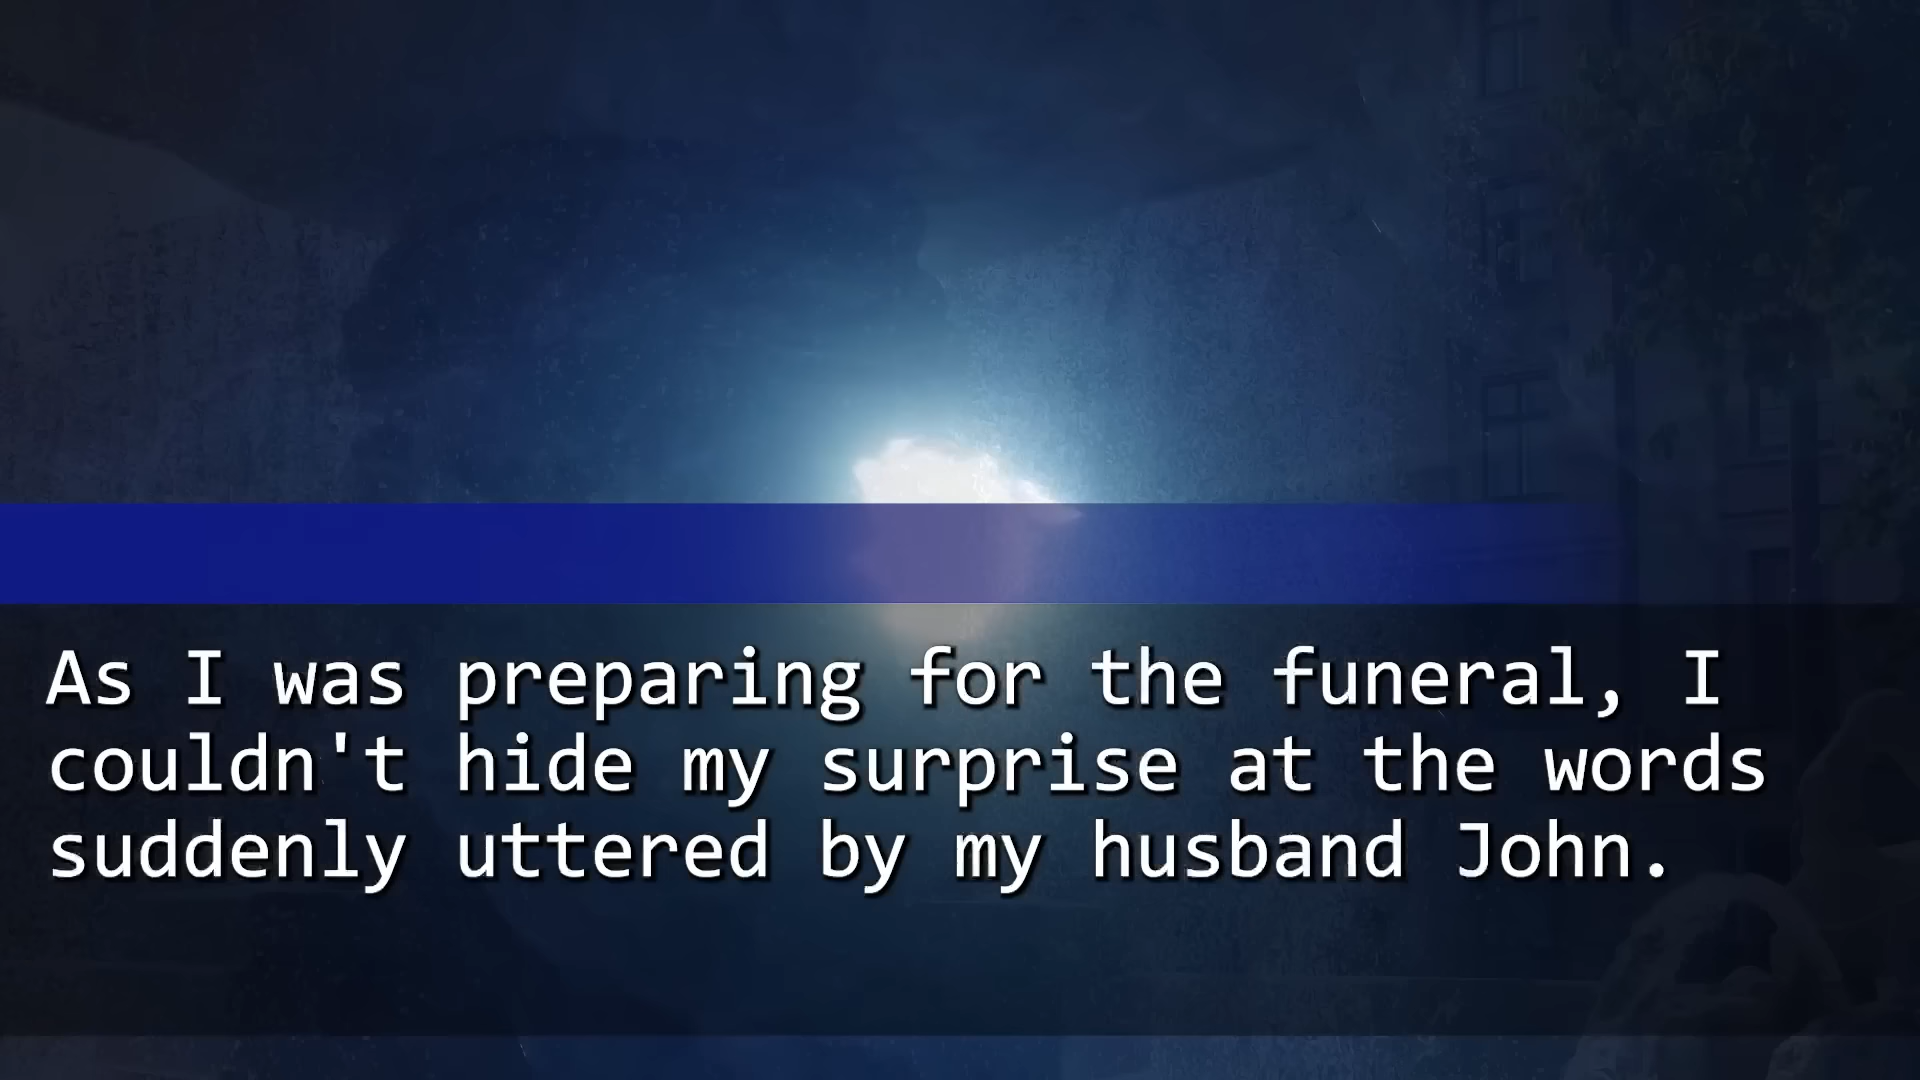 As I was preparing for the funeral, I
couldn't hide my surprise at the words
suddenly uttered by my husband John.